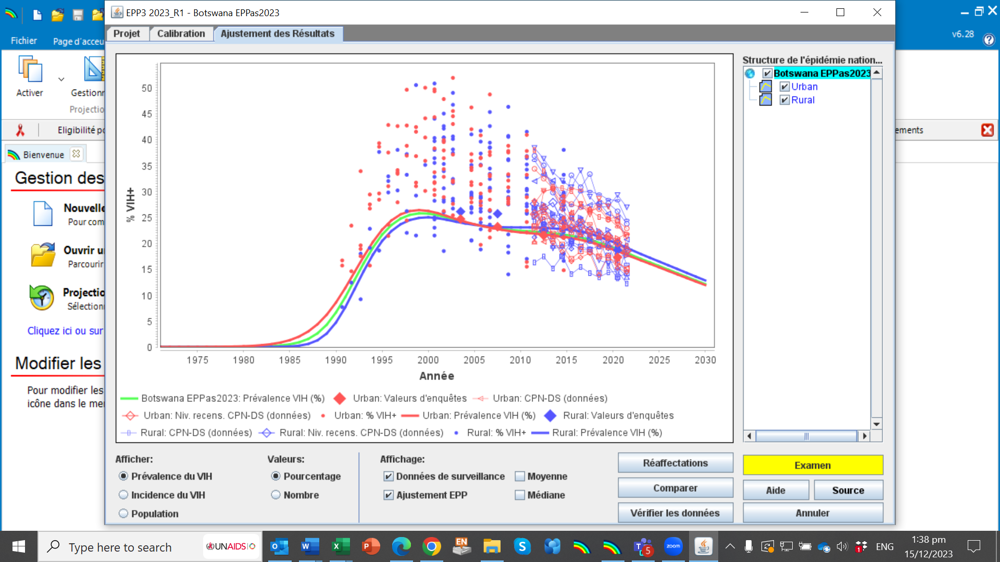 EPP3 2023_R1 - Botswana EPPas2023
Fichier
Page d'acceu
v6.28
Projet
Calibration
Ajustement des Résultats
Activer
Gestionn
Projectio
Eligibilité po
ements
Bienvenue
Gestion des
Nouvelle
Pour com
Ouvrir u
Parcourir
Projectio
Sélection
Cliquez ici ou sur
Modifier les
Pour modifier les
icône dans le me
% VIH+
50
45
40
35
30
25
20
15
10
5
0
1975 1980 1985 1990 1995 2000 2005 2010 2015 2020 2025 2030
Année
Botswana EPPas2023: Prévalence VIH (%) Urban: Valeurs d'enquêtes Urban: CPN-DS (données)
Urban: Niv. recens. CPN-DS (données) Urban: % VIH+ Urban: Prévalence VIH (%) Rural: Valeurs d'enquêtes
Rural: CPN-DS (données) Rural: Niv. recens. CPN-DS (données) Rural: % VIH+ Rural: Prévalence VIH (%)
Structure de l'épidémie nation...
Botswana EPPas2023
Urban
Rural
Afficher:
Prévalence du VIH
Incidence du VIH
Population
Valeurs:
Pourcentage
Nombre
Affichage:
Données de surveillance
Moyenne
Ajustement EPP
Médiane
Réaffectations
Comparer
Vérifier les données
Examen
Aide
Source
Annuler
Type here to search
UNAIDS
EN
5
zoom
1
ENG
1:38 pm
15/12/2023